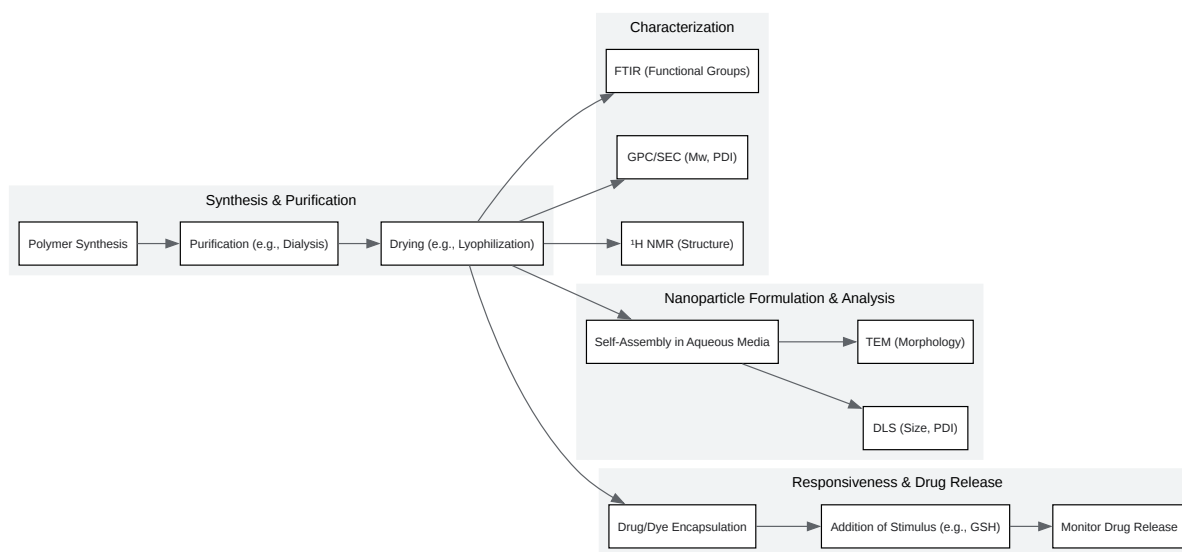 Characterization
FTIR (Functional Groups)
GPC/SEC (Mw, PDI)
¹H NMR (Structure)
Synthesis & Purification
Polymer Synthesis
Purification (e.g., Dialysis)
Drying (e.g., Lyophilization)
Nanoparticle Formulation & Analysis
Self-Assembly in Aqueous Media
TEM (Morphology)
DLS (Size, PDI)
Responsiveness & Drug Release
Drug/Dye Encapsulation
Addition of Stimulus (e.g., GSH)
Monitor Drug Release